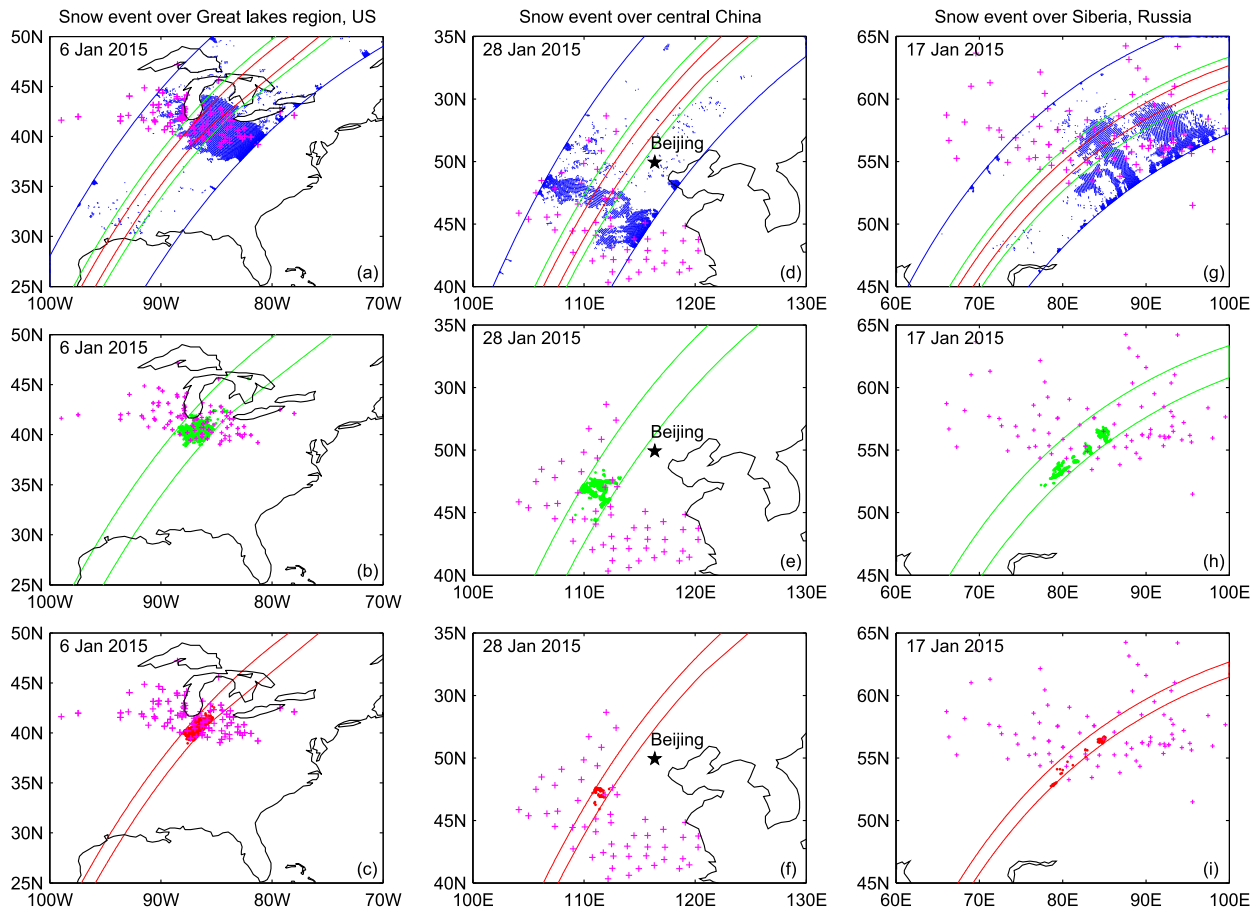 Snow event over Great lakes region, US
Snow event over central China
Snow event over Siberia, Russia
50N
6 Jan 2015
45N
40N
35N
30N
25N
(a)
100W
90W
80W
70W
35N
28 Jan 2015
30N
Beijing
50N
45N
40N
(d)
100E
110E
120E
130E
65N
17 Jan 2015
60N
55N
50N
45N
(g)
60E
70E
80E
90E
100E
50N
6 Jan 2015
45N
40N
35N
30N
25N
(b)
100W
90W
80W
70W
35N
28 Jan 2015
30N
Beijing
50N
45N
40N
(e)
100E
110E
120E
130E
65N
17 Jan 2015
60N
55N
50N
45N
(h)
60E
70E
80E
90E
100E
50N
6 Jan 2015
45N
40N
35N
30N
25N
(c)
100W
90W
80W
70W
35N
28 Jan 2015
30N
Beijing
50N
45N
40N
(f)
100E
110E
120E
130E
65N
17 Jan 2015
60N
55N
50N
45N
(i)
60E
70E
80E
90E
100E